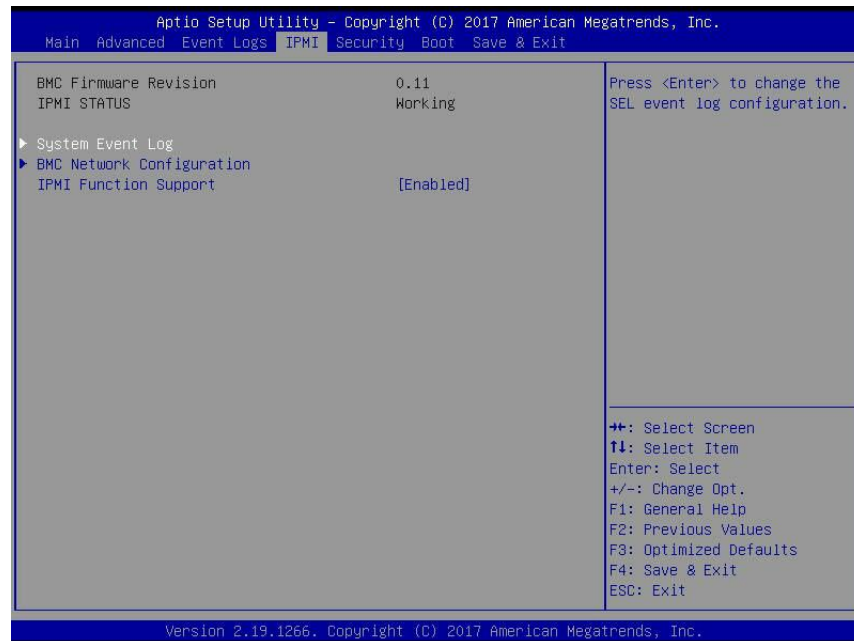 Aptio Setup Utility – Copyright (C) 2017 American Megatrends, Inc.
Main Advanced Event Logs IPMI Security Boot Save & Exit
BMC Firmware Revision 0.11
IPMI STATUS Working
System Event Log
BMC Network Configuration
IPMI Function Support [Enabled]
Press <Enter> to change the
SEL event log configuration.
→←: Select Screen
↑↓: Select Item
Enter: Select
+/-: Change Opt.
F1: General Help
F2: Previous Values
F3: Optimized Defaults
F4: Save & Exit
ESC: Exit
Version 2.19.1266. Copyright (C) 2017 American Megatrends, Inc.